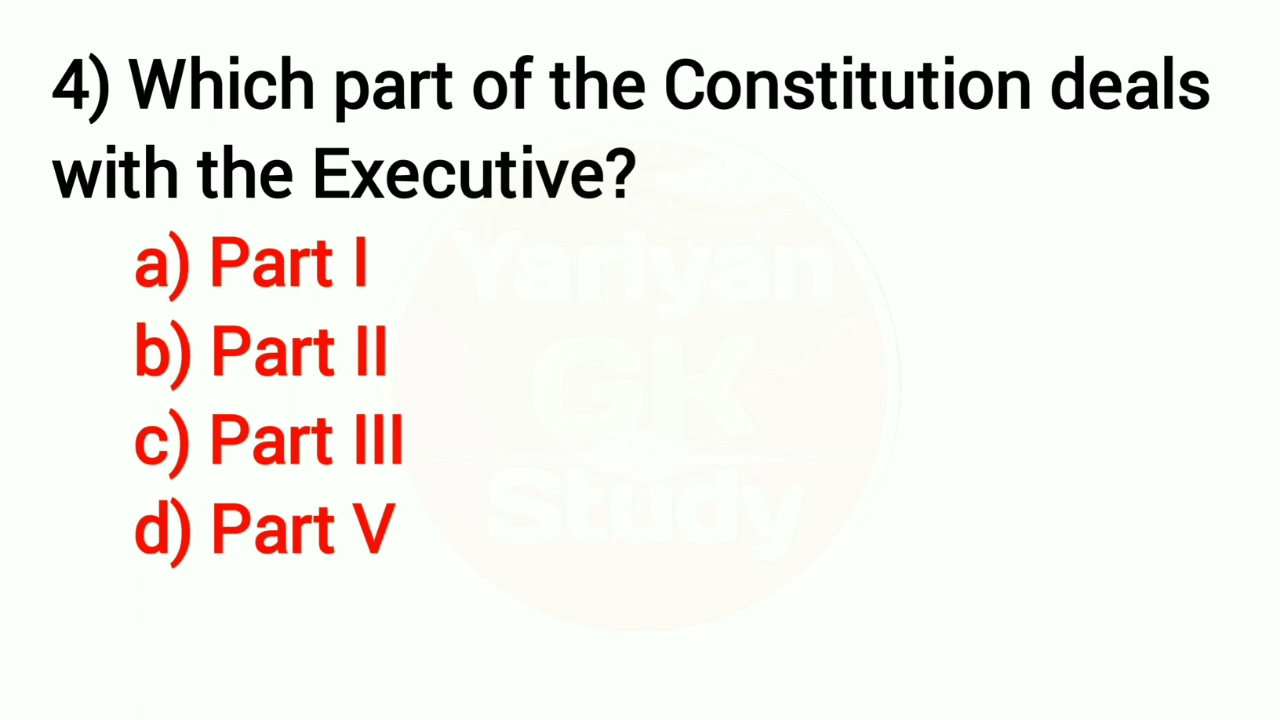 4) Which part of the Constitution deals
with the Executive?
a) Part I
b) Part II
c) Part III
d) Part V
Yariyan
GK
Study